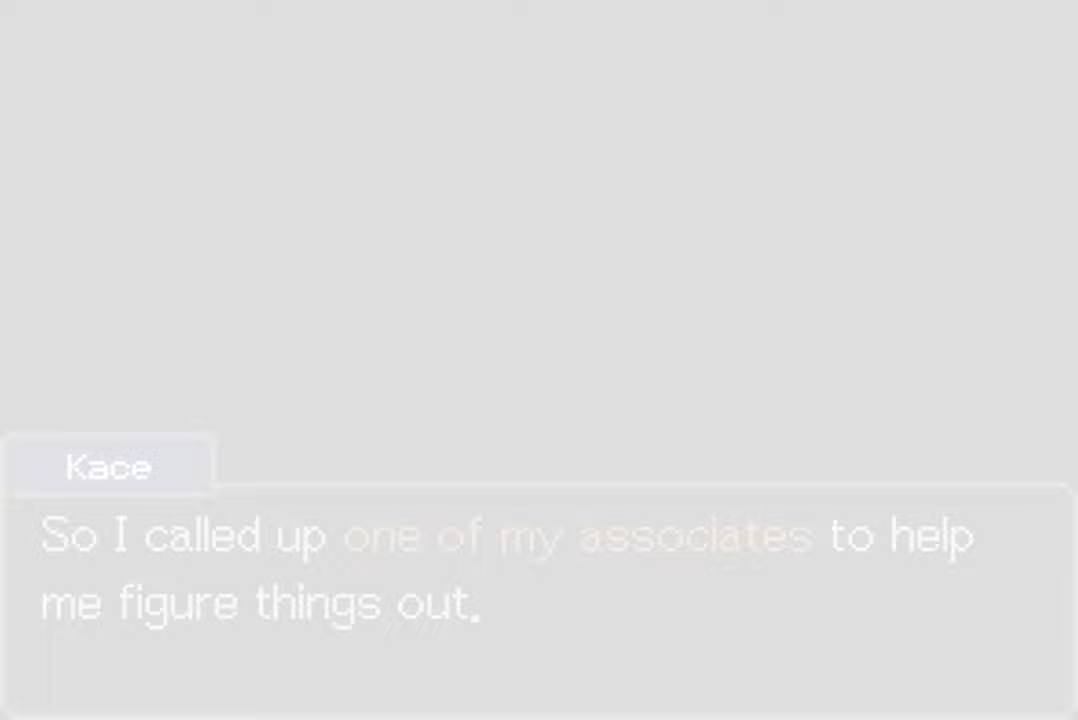 Kace
So I called up one of my associates to help
me figure things out.